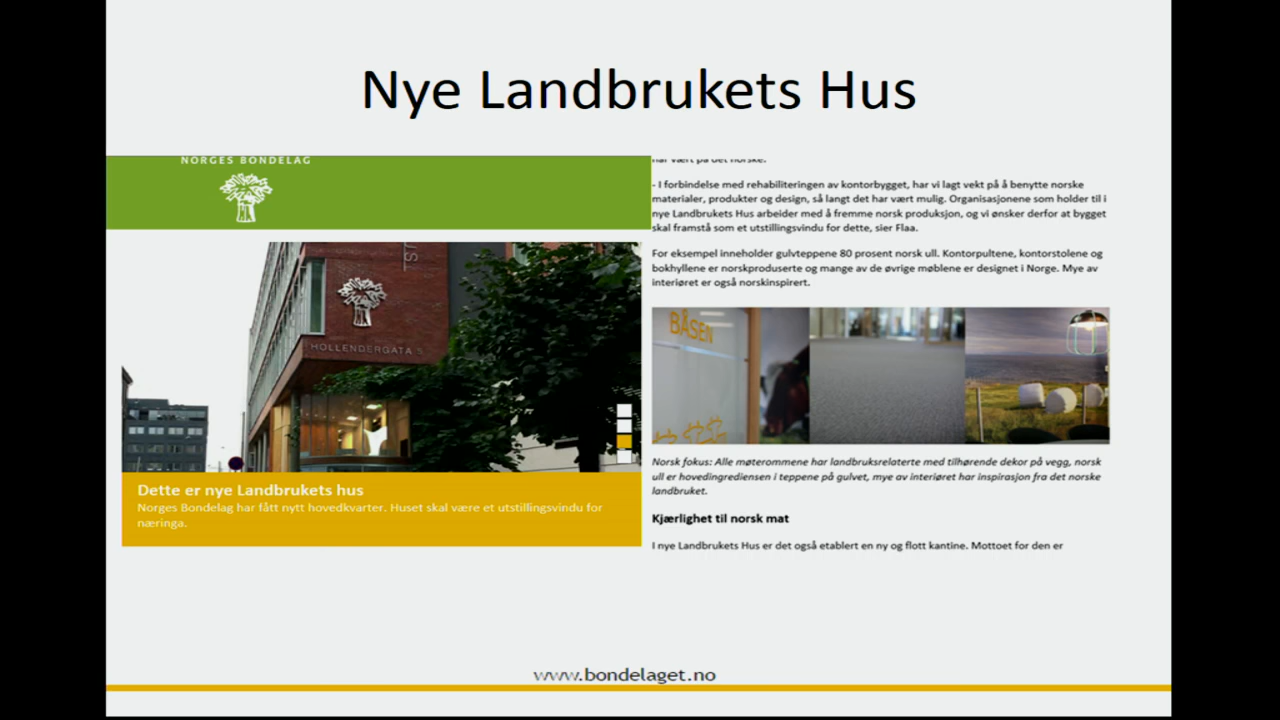 Nye Landbrukets Hus
NORGES BONDELAG
HOLLENDERGATA 5
Dette er nye Landbrukets hus
Norges Bondelag har fått nytt hovedkvarter. Huset skal være et utstillingsvindu for
næringa.
har vært på det norske.
- I forbindelse med rehabiliteringen av kontorbygget, har vi lagt vekt på å benytte norske
materialer, produkter og design, så langt det har vært mulig. Organisasjonene som holder til i
nye Landbrukets Hus arbeider med å fremme norsk produksjon, og vi ønsker derfor at bygget
skal framstå som et utstillingsvindu for dette, sier Flaa.
For eksempel inneholder gulvteppene 80 prosent norsk ull. Kontorpultene, kontorstolene og
bokhyllene er norskproduserte og mange av de øvrige møblene er designet i Norge. Mye av
interiøret er også norskinspirert.
BÅSEN
Norsk fokus: Alle møterommene har landbruksrelaterte med tilhørende dekor på vegg, norsk
ull er hovedingrediensen i teppene på gulvet, mye av interiøret har inspirasjon fra det norske
landbruket.
Kjærlighet til norsk mat
I nye Landbrukets Hus er det også etablert en ny og flott kantine. Mottoet for den er
www.bondelaget.no